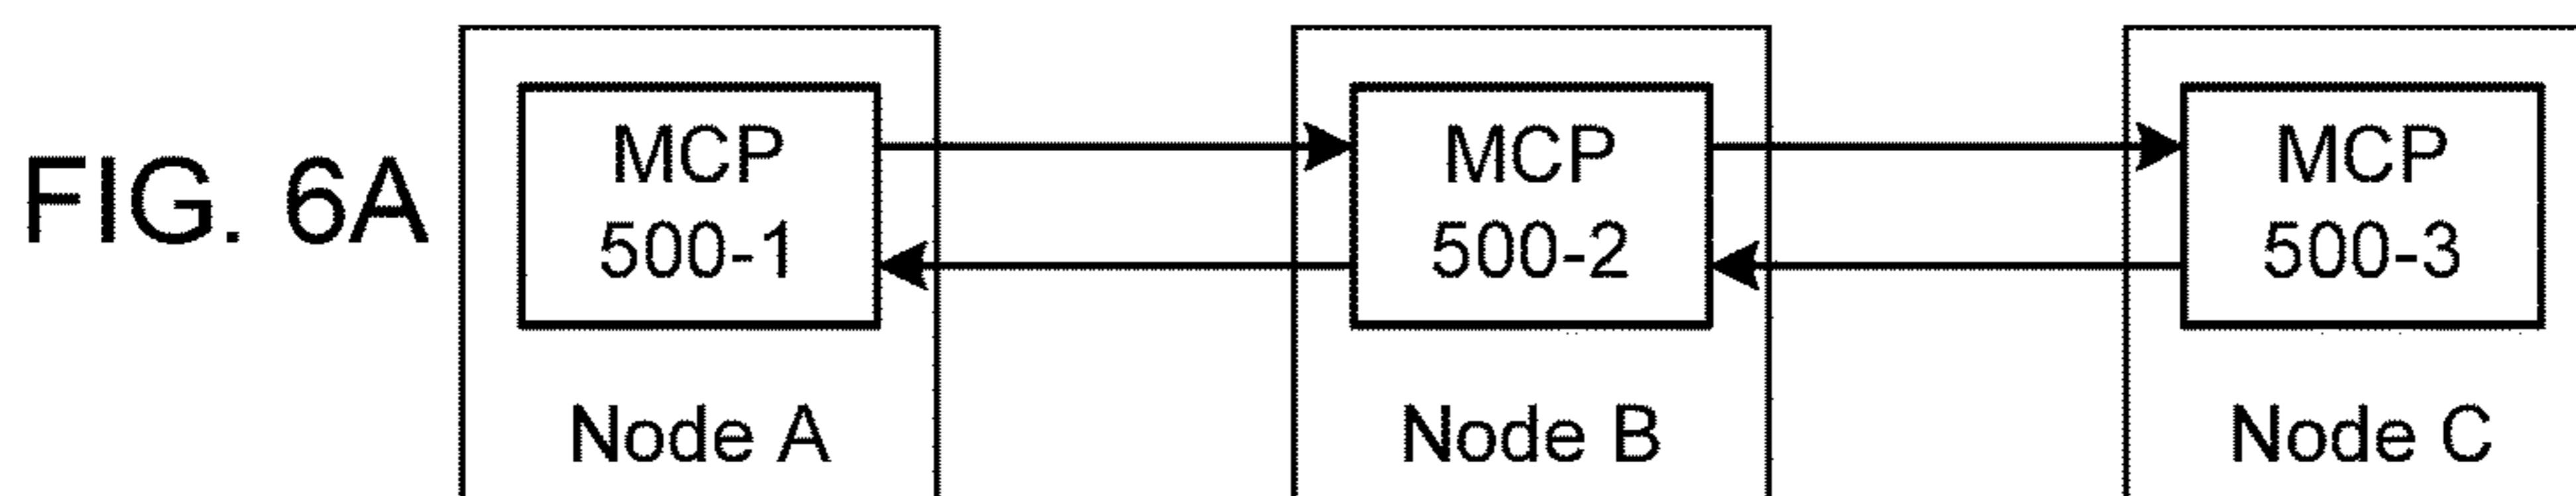 FIG. 6A
MCP
500-1
Node A
MCP
500-2
Node B
MCP
500-3
Node C